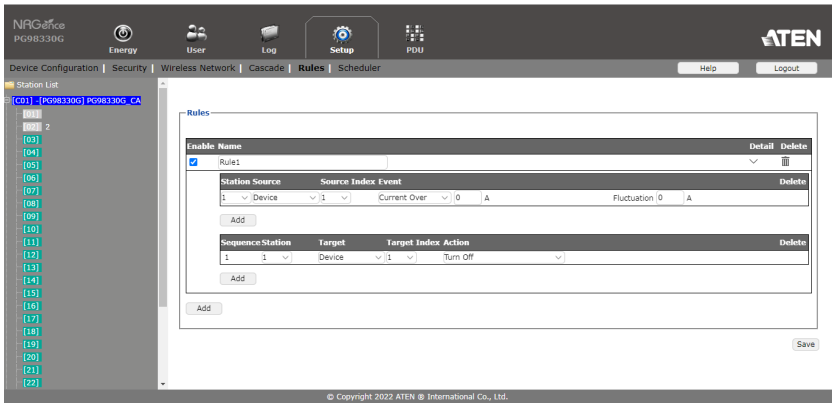 NRGence
PG98330G
Energy
User
Log
Setup
PDU
ATEN
Device Configuration | Security | Wireless Network | Cascade | Rules | Scheduler
Help
Logout
Station List
[C01] -[PG98330G] PG98330G_CA
[01]
[02] 2
[03]
[04]
[05]
[06]
[07]
[08]
[09]
[10]
[11]
[12]
[13]
[14]
[15]
[16]
[17]
[18]
[19]
[20]
[21]
[22]
Rules
Enable Name Detail Delete
Rule1
Station Source Source Index Event Delete
1 Device 1 Current Over 0 A Fluctuation 0 A
Add
Sequence Station Target Target Index Action Delete
1 1 Device 1 Turn Off
Add
Add
Save
© Copyright 2022 ATEN ® International Co., Ltd.